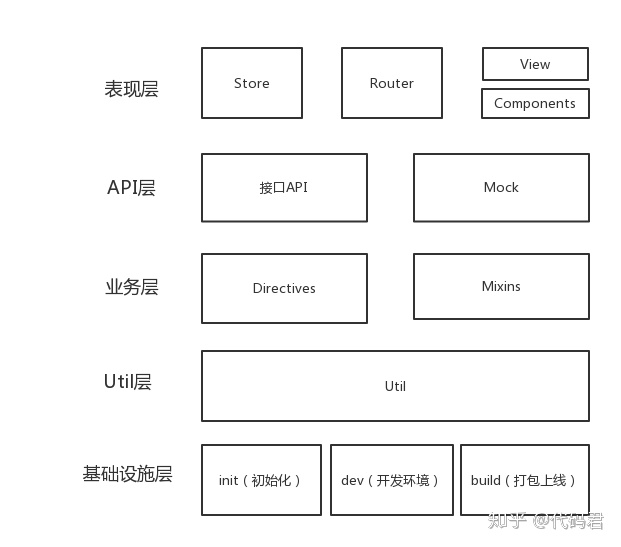 表现层
Store
Router
View
Components
API层
接口API
Mock
业务层
Directives
Mixins
Util层
Util
基础设施层
init（初始化）
dev（开发环境）
build（打包上线）
知乎 @代码君